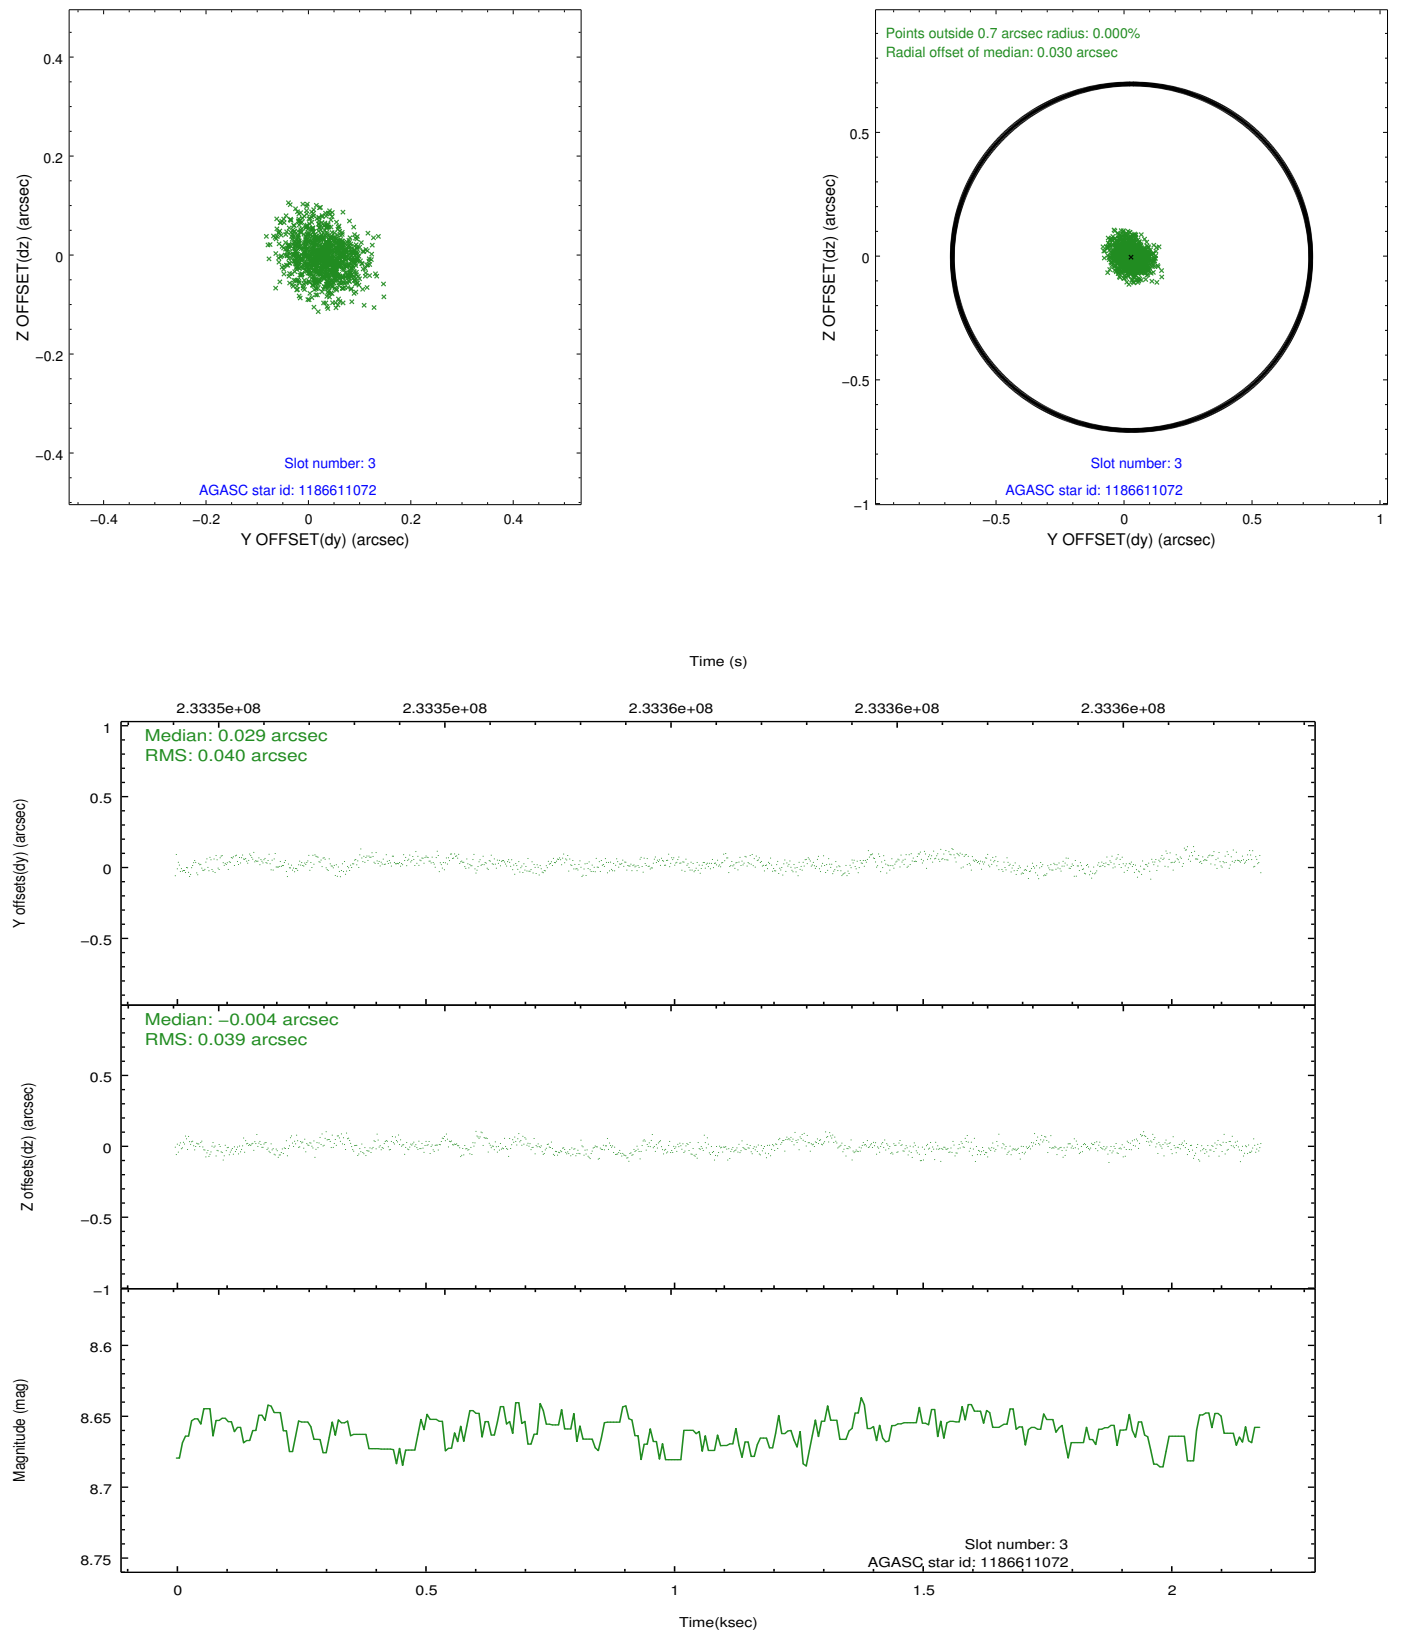 0.4
0.2
0
−0.2
−0.4
Z OFFSET(dz) (arcsec)
−0.4 −0.2 0 0.2 0.4
Y OFFSET(dy) (arcsec)
Slot number: 3
AGASC star id: 1186611072
Points outside 0.7 arcsec radius: 0.000%
Radial offset of median: 0.030 arcsec
0.5
0
−0.5
−1
Z OFFSET(dz) (arcsec)
−0.5 0 0.5 1
Y OFFSET(dy) (arcsec)
Slot number: 3
AGASC star id: 1186611072
Time (s)
2.3335e+08 2.3335e+08 2.3336e+08 2.3336e+08 2.3336e+08
Median: 0.029 arcsec
RMS: 0.040 arcsec
1
0.5
0
−0.5
Y offsets(dy) (arcsec)
Median: −0.004 arcsec
RMS: 0.039 arcsec
0.5
0
−0.5
−1
Z offsets(dz) (arcsec)
8.6
8.65
8.7
8.75
Magnitude (mag)
Slot number: 3
AGASC star id: 1186611072
0 0.5 1 1.5 2
Time(ksec)